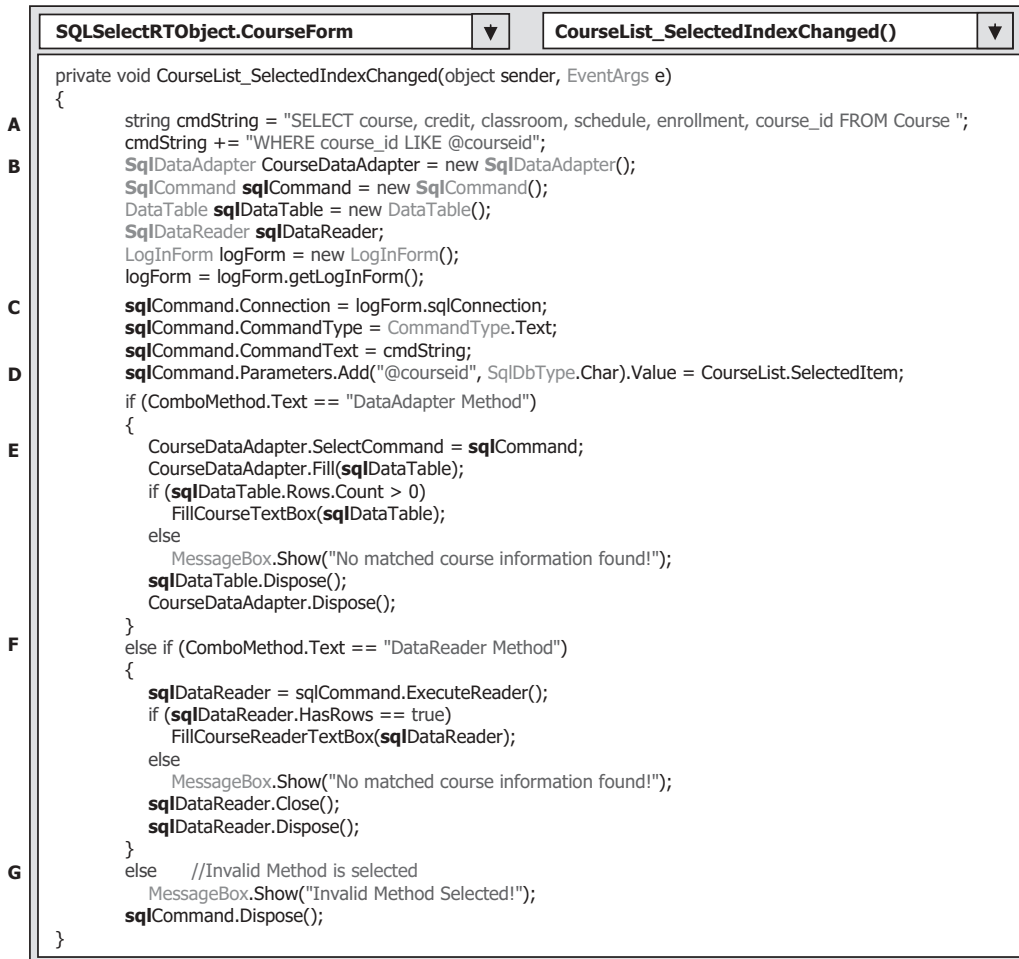 SQLSelectRTObject.CourseForm CourseList_SelectedIndexChanged()
private void CourseList_SelectedIndexChanged(object sender, EventArgs e)
{
A string cmdString = "SELECT course, credit, classroom, schedule, enrollment, course_id FROM Course ";
cmdString += "WHERE course_id LIKE @courseid";
B SqlDataAdapter CourseDataAdapter = new SqlDataAdapter();
SqlCommand sqlCommand = new SqlCommand();
DataTable sqlDataTable = new DataTable();
SqlDataReader sqlDataReader;
LogInForm logForm = new LogInForm();
logForm = logForm.getLogInForm();
C sqlCommand.Connection = logForm.sqlConnection;
sqlCommand.CommandType = CommandType.Text;
sqlCommand.CommandText = cmdString;
D sqlCommand.Parameters.Add("@courseid", SqlDbType.Char).Value = CourseList.SelectedItem;
if (ComboMethod.Text == "DataAdapter Method")
{
E CourseDataAdapter.SelectCommand = sqlCommand;
CourseDataAdapter.Fill(sqlDataTable);
if (sqlDataTable.Rows.Count > 0)
FillCourseTextBox(sqlDataTable);
else
MessageBox.Show("No matched course information found!");
sqlDataTable.Dispose();
CourseDataAdapter.Dispose();
}
F else if (ComboMethod.Text == "DataReader Method")
{
sqlDataReader = sqlCommand.ExecuteReader();
if (sqlDataReader.HasRows == true)
FillCourseReaderTextBox(sqlDataReader);
else
MessageBox.Show("No matched course information found!");
sqlDataReader.Close();
sqlDataReader.Dispose();
}
G else //Invalid Method is selected
MessageBox.Show("Invalid Method Selected!");
sqlCommand.Dispose();
}